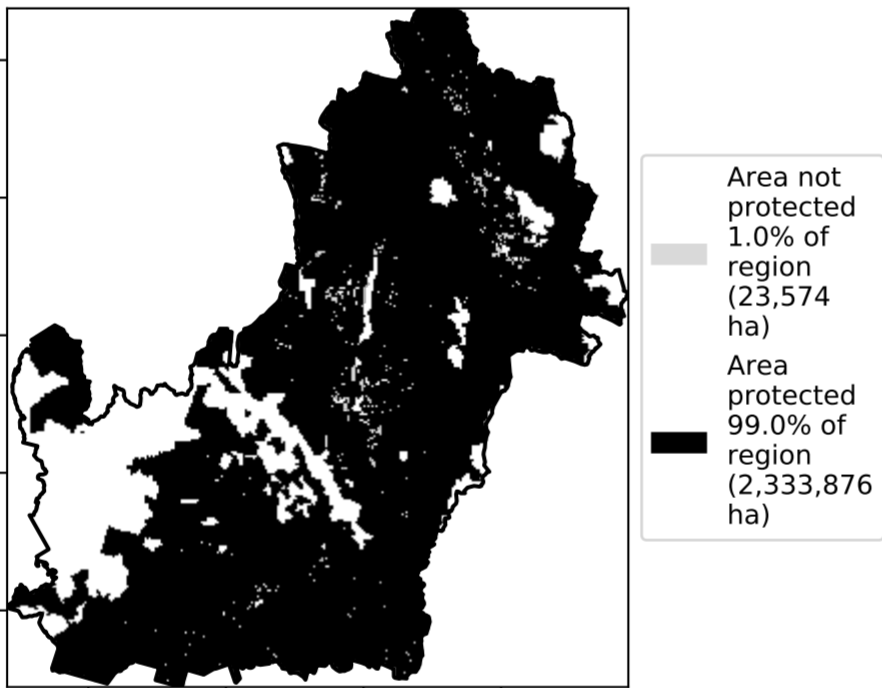 Area not
protected
1.0% of
region
(23,574
ha)
Area
protected
99.0% of
region
(2,333,876
ha)